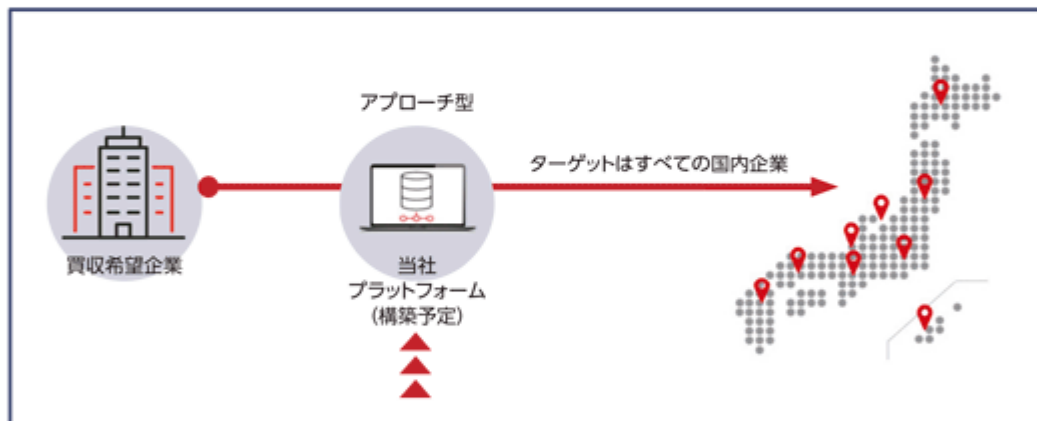 アプローチ型
ターゲットはすべての国内企業
買収希望企業
当社
プラットフォーム
(構築予定)